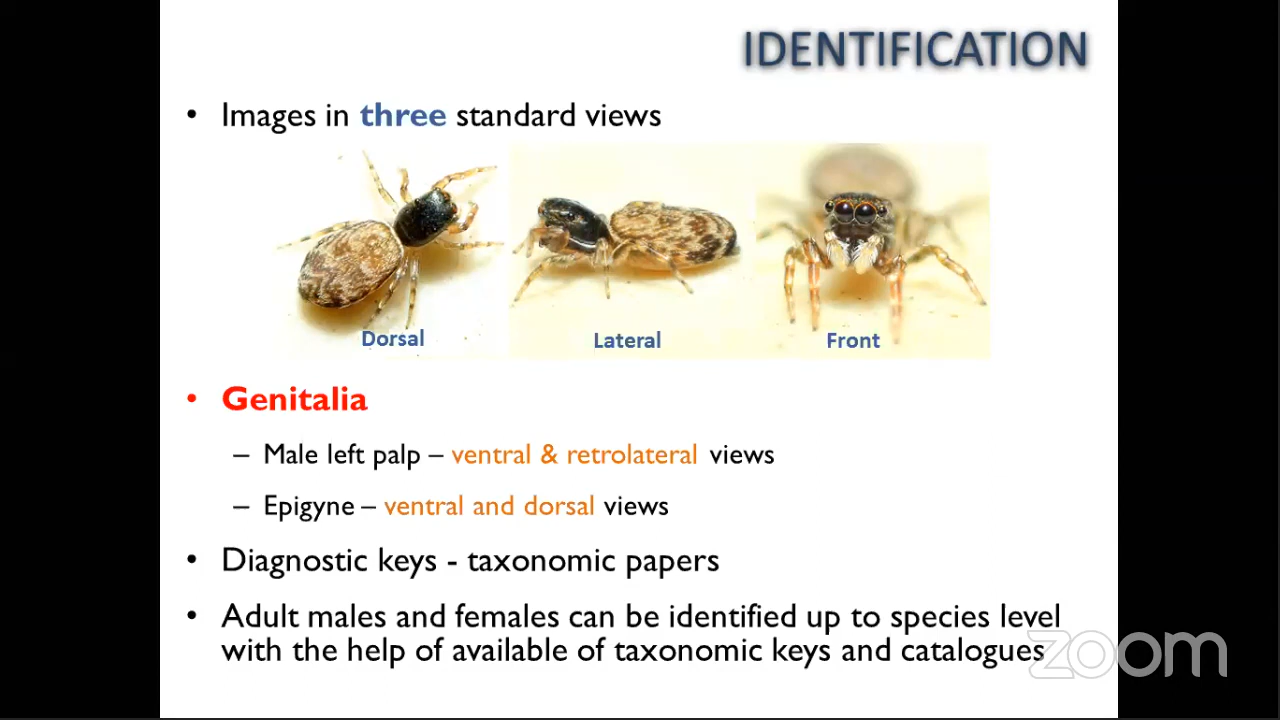 IDENTIFICATION
• Images in three standard views
Dorsal
Lateral
Front
• Genitalia
– Male left palp – ventral & retrolateral views
– Epigyne – ventral and dorsal views
• Diagnostic keys - taxonomic papers
• Adult males and females can be identified up to species level
with the help of available of taxonomic keys and catalogues
zoom